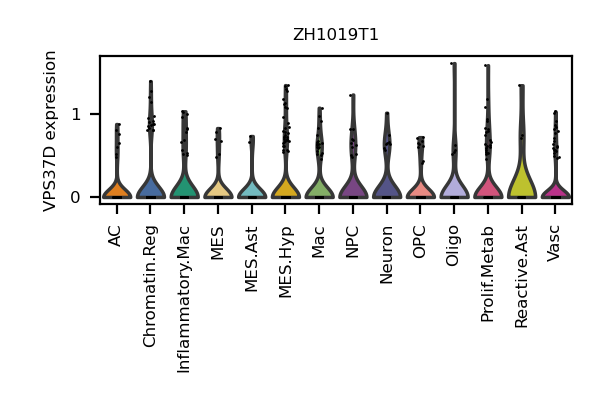 ZH1019T1
VPS37D expression
1
0
AC
Chromatin.Reg
Inflammatory.Mac
MES
MES.Ast
MES.Hyp
Mac
NPC
Neuron
OPC
Oligo
Prolif.Metab
Reactive.Ast
Vasc